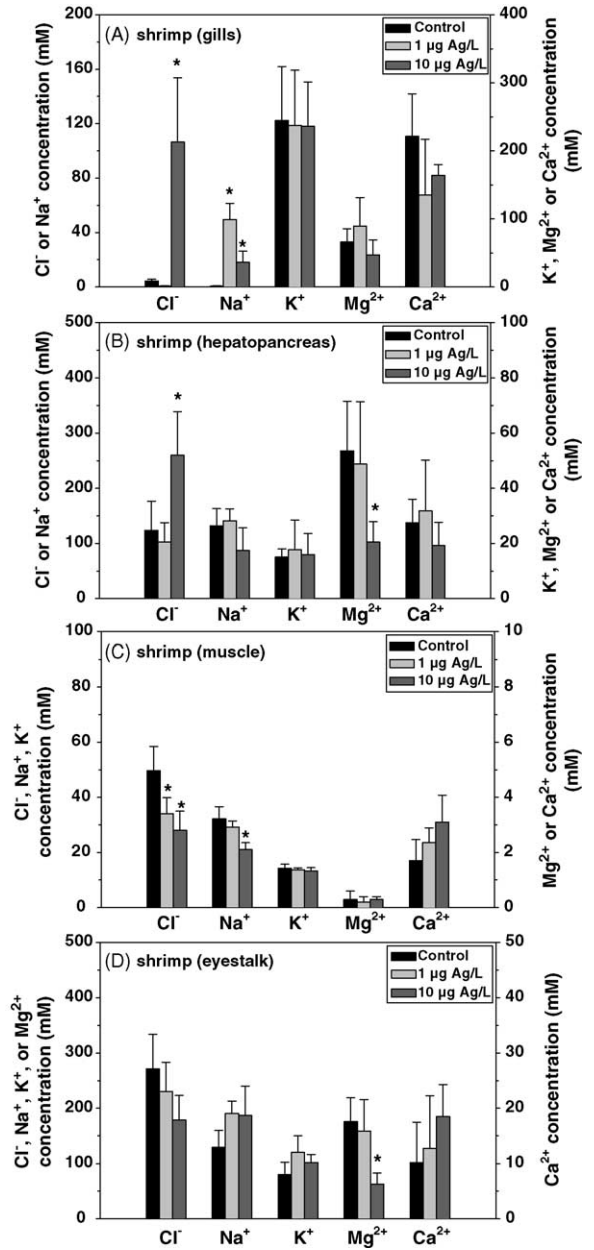 (A) shrimp (gills)
Control
1 µg Ag/L
10 µg Ag/L
Cl⁻ or Na⁺ concentration (mM)
200
160
120
80
40
0
*
*
*
400
300
200
100
0
K⁺, Mg²⁺ or Ca²⁺ concentration
(mM)
Cl⁻ Na⁺ K⁺ Mg²⁺ Ca²⁺
(B) shrimp (hepatopancreas)
Control
1 µg Ag/L
10 µg Ag/L
Cl⁻ or Na⁺ concentration (mM)
500
400
300
200
100
0
*
*
100
80
60
40
20
0
K⁺, Mg²⁺ or Ca²⁺ concentration
(mM)
Cl⁻ Na⁺ K⁺ Mg²⁺ Ca²⁺
(C) shrimp (muscle)
Control
1 µg Ag/L
10 µg Ag/L
Cl⁻, Na⁺, K⁺
concentration (mM)
100
80
60
40
20
0
*
*
*
10
8
6
4
2
0
Mg²⁺ or Ca²⁺ concentration
(mM)
Cl⁻ Na⁺ K⁺ Mg²⁺ Ca²⁺
(D) shrimp (eyestalk)
Control
1 µg Ag/L
10 µg Ag/L
Cl⁻, Na⁺, K⁺, or Mg²⁺
concentration (mM)
500
400
300
200
100
0
*
50
40
30
20
10
0
Ca²⁺ concentration (mM)
Cl⁻ Na⁺ K⁺ Mg²⁺ Ca²⁺